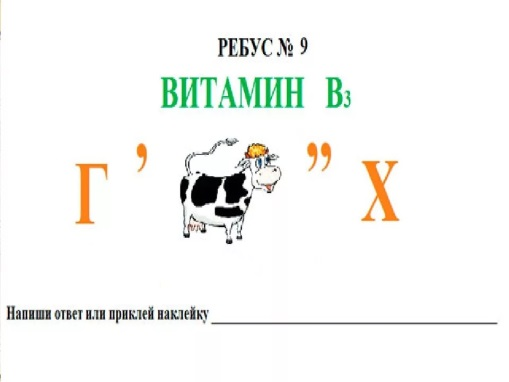 РЕБУС № 9
ВИТАМИН В3
Г ’ ” Х
Напиши ответ или приклей наклейку